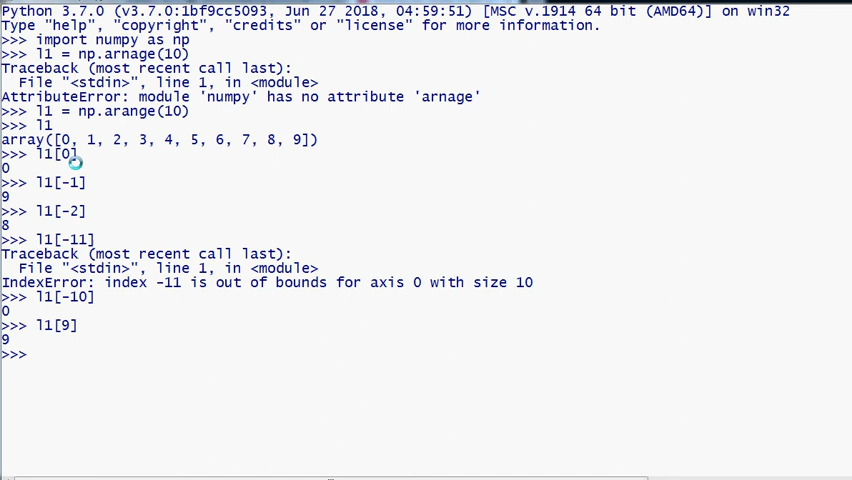 Python 3.7.0 (v3.7.0:1bf9cc5093, Jun 27 2018, 04:59:51) [MSC v.1914 64 bit (AMD64)] on win32
Type "help", "copyright", "credits" or "license" for more information.
>>> import numpy as np
>>> l1 = np.arnage(10)
Traceback (most recent call last):
  File "<stdin>", line 1, in <module>
AttributeError: module 'numpy' has no attribute 'arnage'
>>> l1 = np.arange(10)
>>> l1
array([0, 1, 2, 3, 4, 5, 6, 7, 8, 9])
>>> l1[0]
0
>>> l1[-1]
9
>>> l1[-2]
8
>>> l1[-11]
Traceback (most recent call last):
  File "<stdin>", line 1, in <module>
IndexError: index -11 is out of bounds for axis 0 with size 10
>>> l1[-10]
0
>>> l1[9]
9
>>>